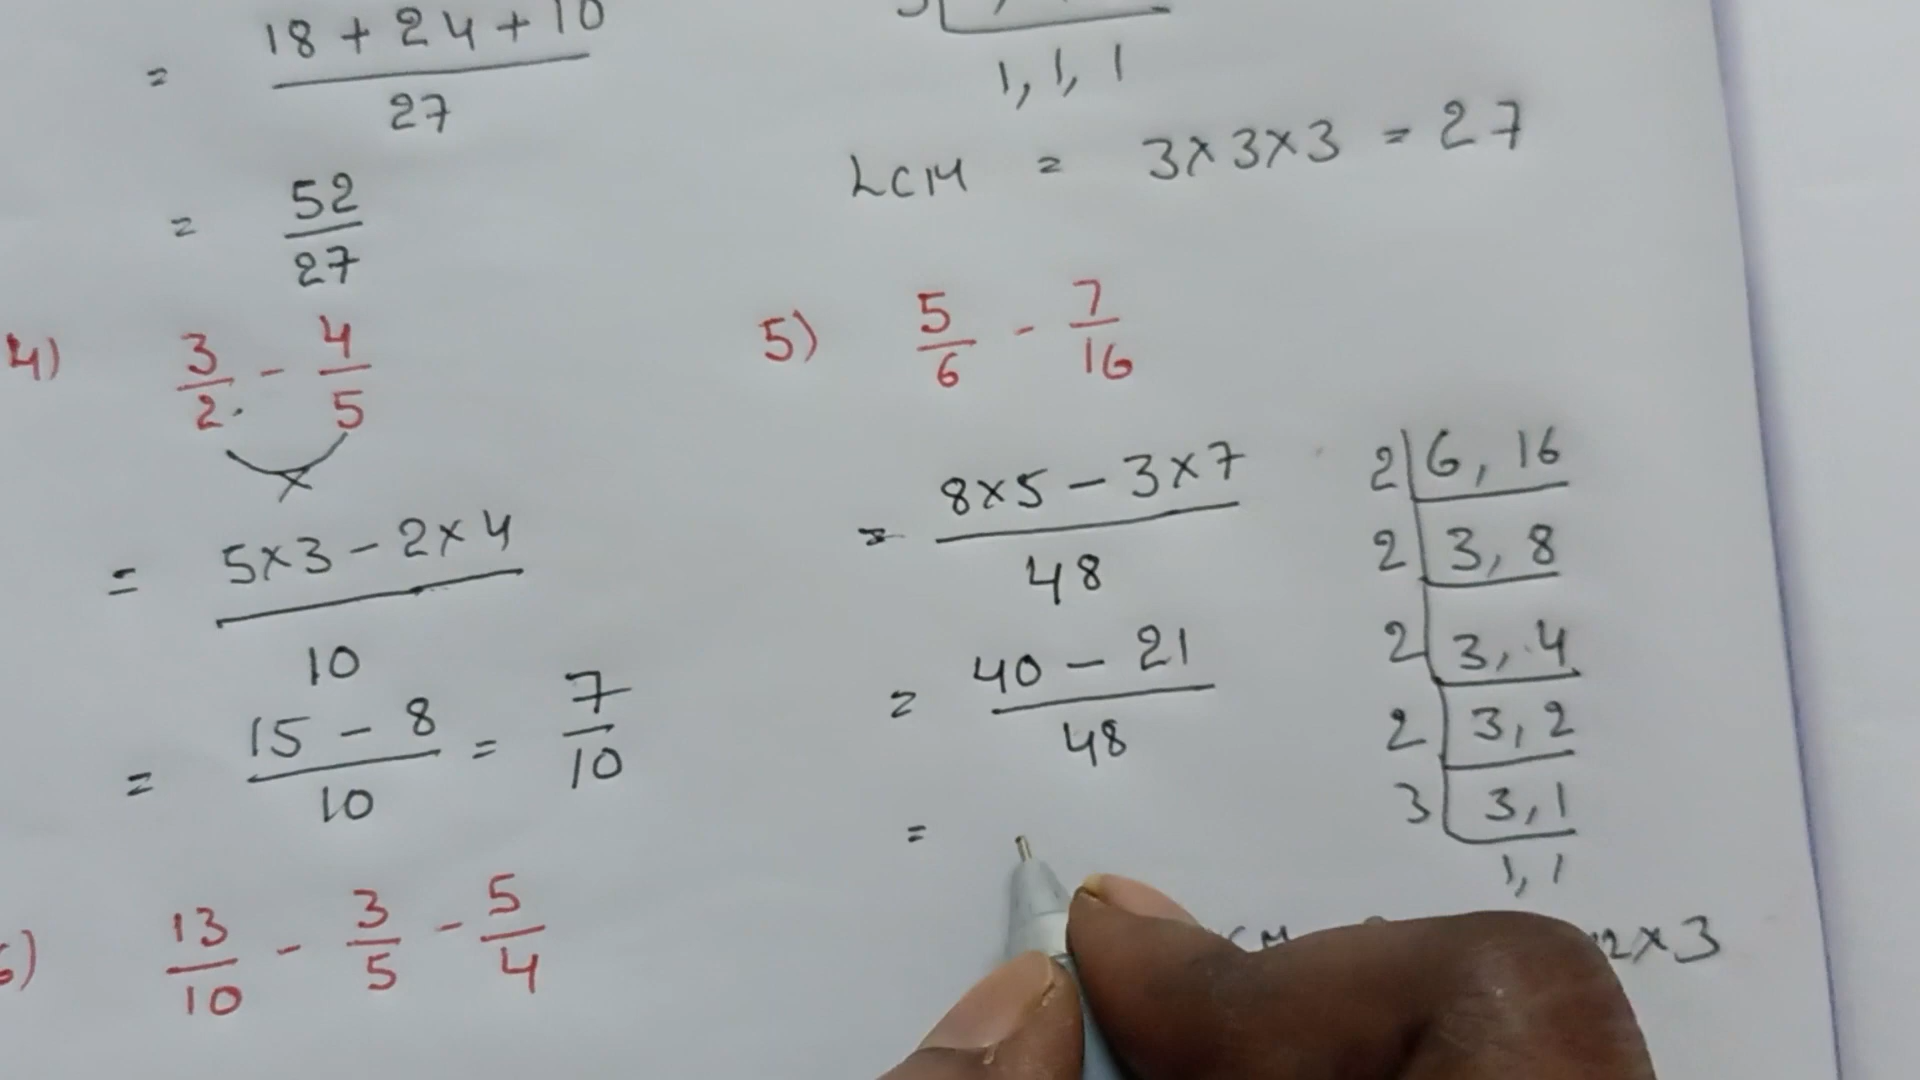 = 18 + 24 + 10 / 27
= 52 / 27
1, 1, 1
LCM = 3×3×3 = 27
4) 3/2 - 4/5
= 5×3 - 2×4 / 10
= 15 - 8 / 10 = 7/10
5) 5/6 - 7/16
= 8×5 - 3×7 / 48
= 40 - 21 / 48
=
2 | 6, 16
2 | 3, 8
2 | 3, 4
2 | 3, 2
3 | 3, 1
1, 1
2×3
13/10 - 3/5 - 5/4